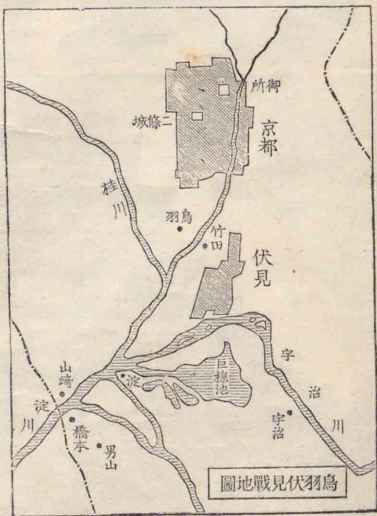 御所
二條城
京都
桂川
鳥羽
竹田
伏見
淀
巨椋池
宇治川
宇治
山崎
淀川
橋本
男山
鳥羽伏見戰地圖